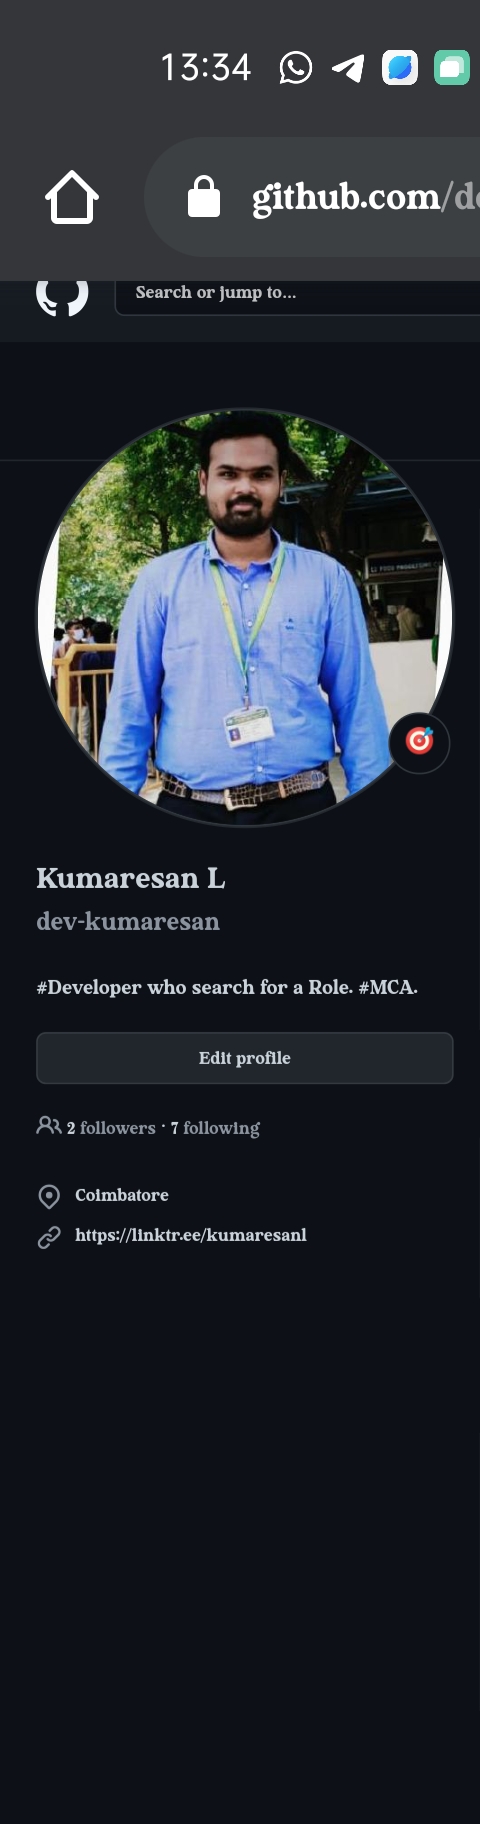 13:34
github.com/d
Search or jump to...
Kumaresan L
dev-kumaresan
#Developer who search for a Role. #MCA.
Edit profile
2 followers · 7 following
Coimbatore
https://linktr.ee/kumaresanl